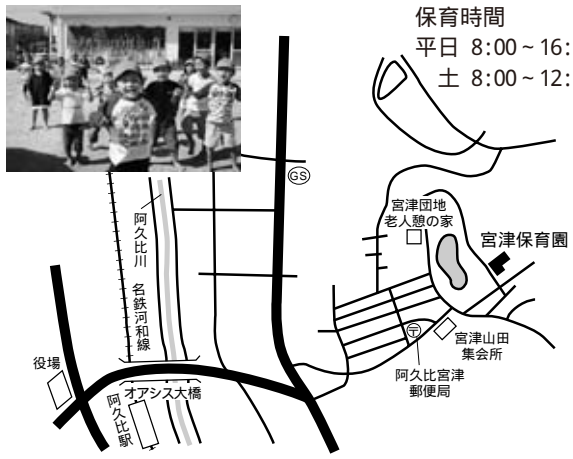 保育時間
平日 8:00~16:
土 8:00~12:
GS
宮津団地
老人憩の家
宮津保育園
阿久比川
名鉄河和線
宮津山田
集会所
〒
阿久比宮津
郵便局
役場
オアシス大橋
阿久比駅